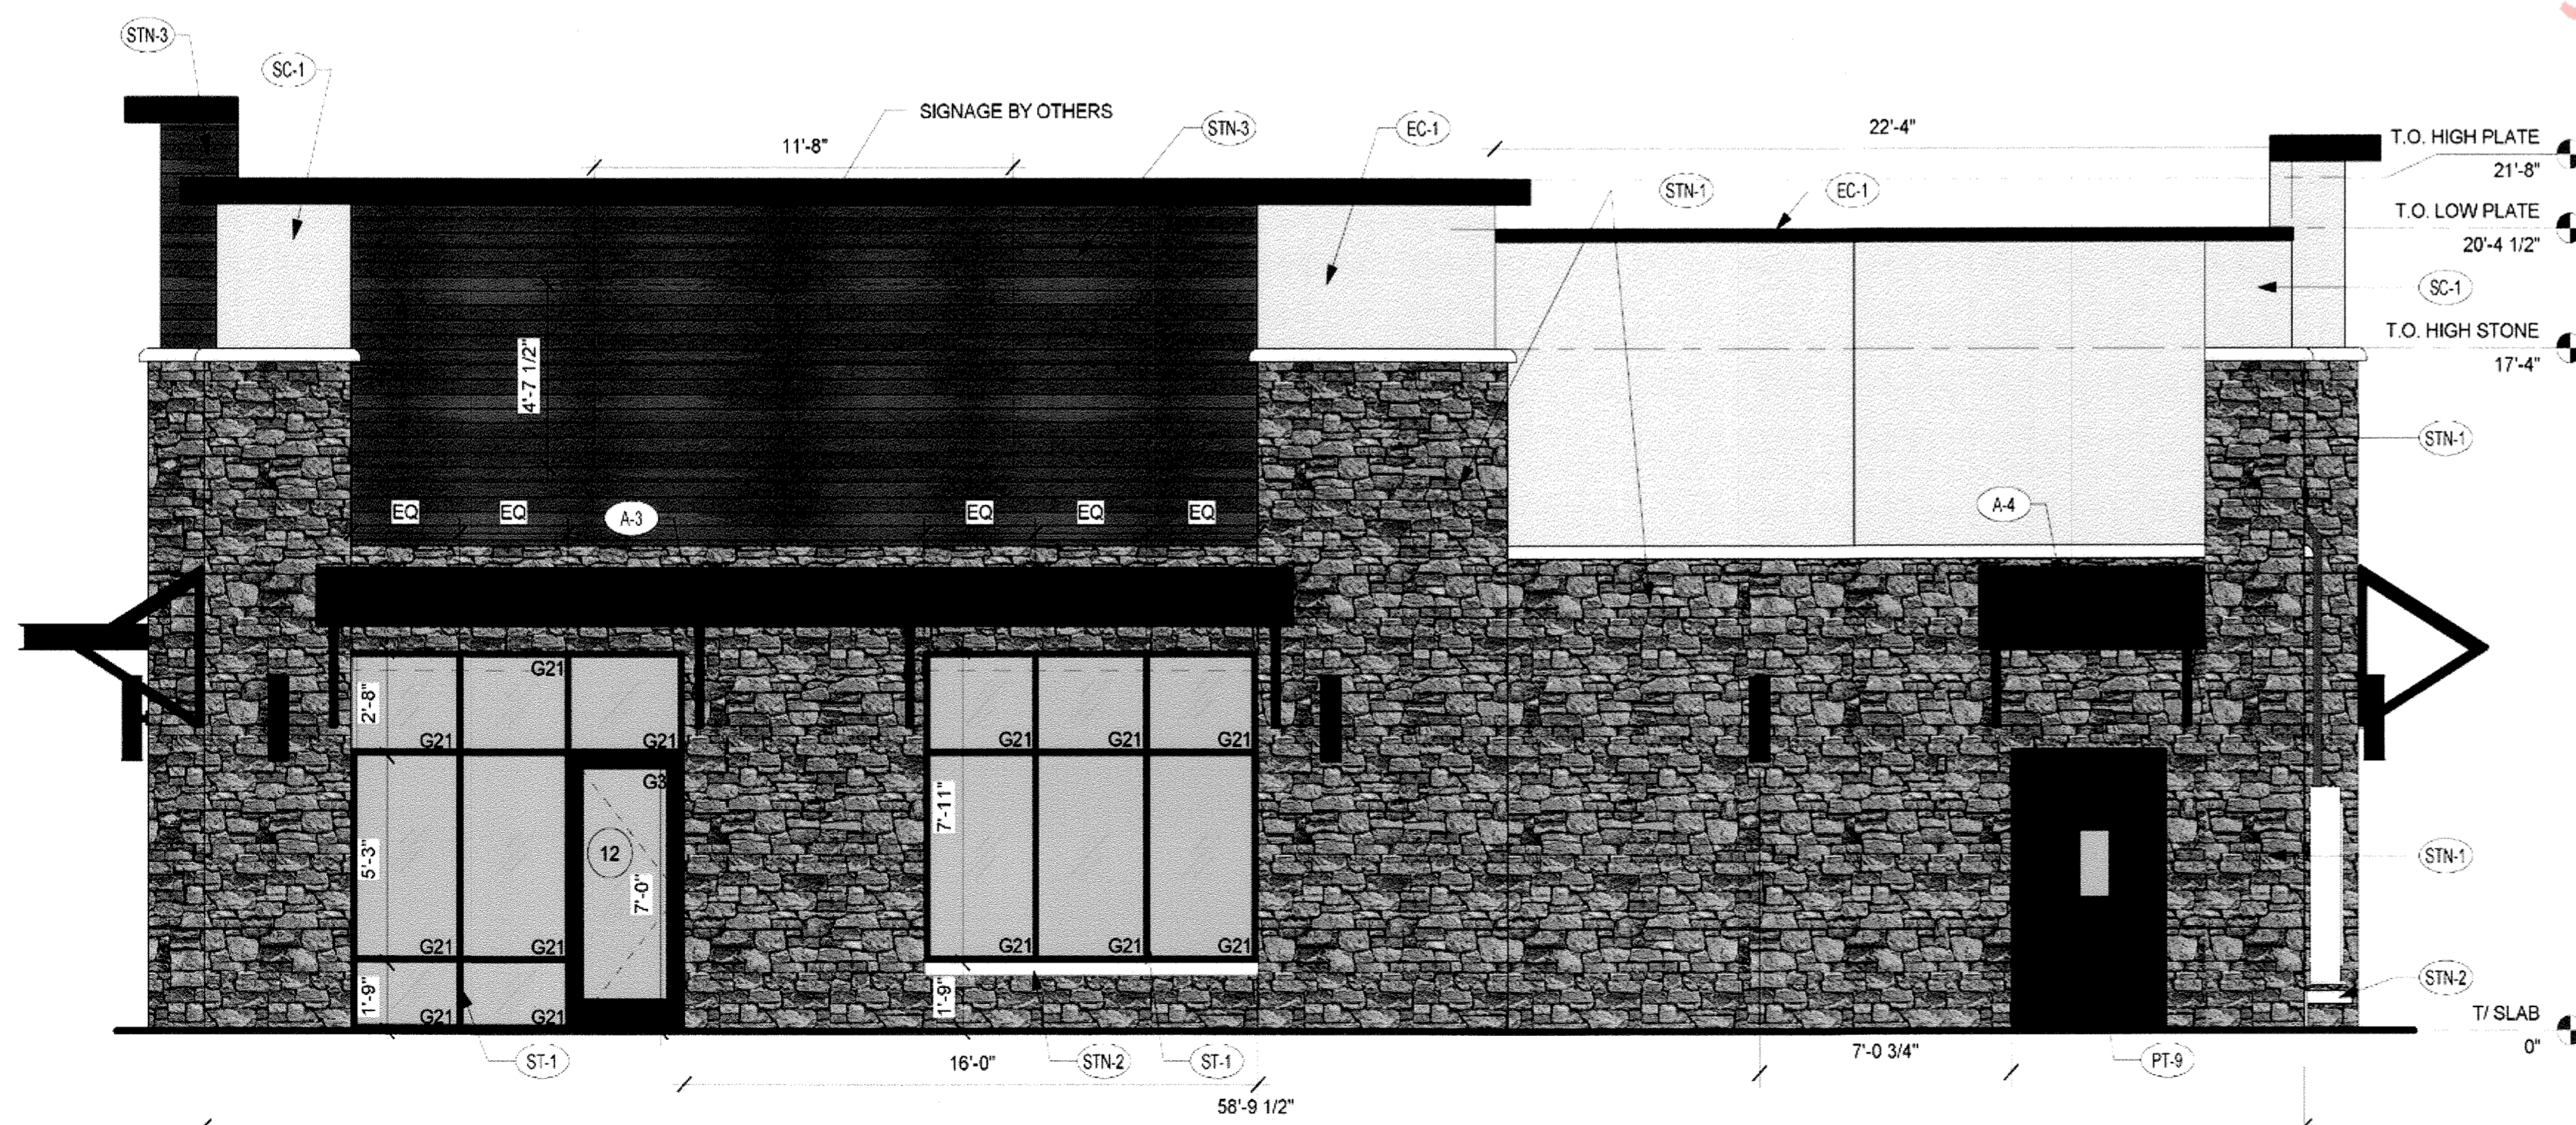 STN-3
SC-1
SIGNAGE BY OTHERS
STN-3
EC-1
22'-4"
11'-8"
T.O. HIGH PLATE
21'-8"
STN-1
EC-1
T.O. LOW PLATE
20'-4 1/2"
SC-1
T.O. HIGH STONE
17'-4"
4'-7 1/2"
STN-1
EQ
EQ
A-3
EQ
EQ
EQ
A-4
2'-8"
G21
G21
G21
G21
G21
G21
G3
5'-3"
12
7'-0"
7'-11"
STN-1
G21
G21
G21
G21
G21
1'-9"
G21
G21
1'-9"
STN-2
T/ SLAB
0"
ST-1
16'-0"
STN-2
ST-1
7'-0 3/4"
PT-9
58'-9 1/2"